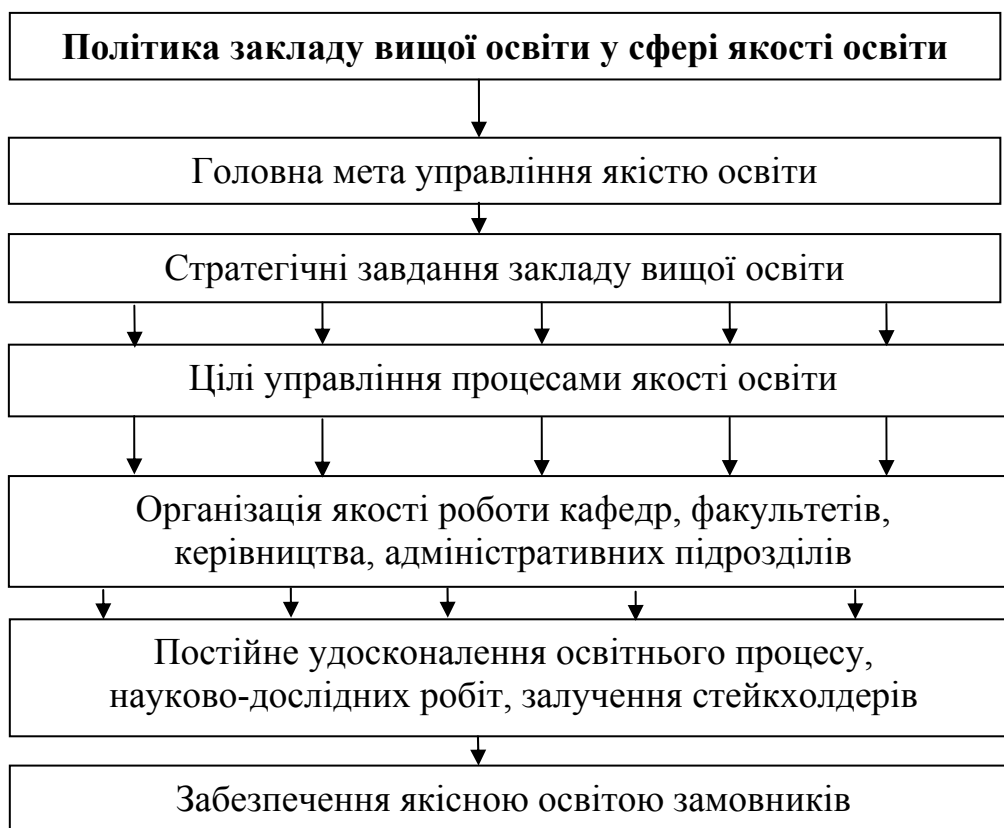 Політика закладу вищої освіти у сфері якості освіти
Головна мета управління якістю освіти
Стратегічні завдання закладу вищої освіти
Цілі управління процесами якості освіти
Організація якості роботи кафедр, факультетів,
керівництва, адміністративних підрозділів
Постійне удосконалення освітнього процесу,
науково-дослідних робіт, залучення стейкхолдерів
Забезпечення якісною освітою замовників